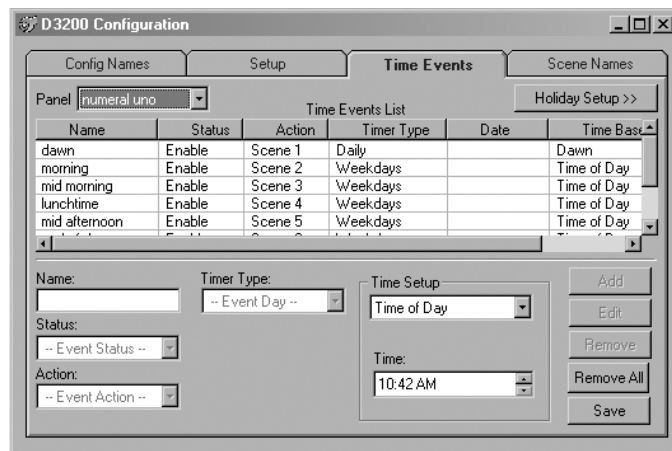 D3200 Configuration
Config Names Setup Time Events Scene Names
Panel numeral uno Holiday Setup >>
Time Events List
Name Status Action Timer Type Date Time Base
dawn Enable Scene 1 Daily Dawn
morning Enable Scene 2 Weekdays Time of Day
mid morning Enable Scene 3 Weekdays Time of Day
lunchtime Enable Scene 4 Weekdays Time of Day
mid afternoon Enable Scene 5 Weekdays Time of Day
Name: Timer Type: Time Setup Add
-- Event Day -- Time of Day Edit
Status:
-- Event Status -- Time: Remove
Action: 10:42 AM Remove All
-- Event Action -- Save